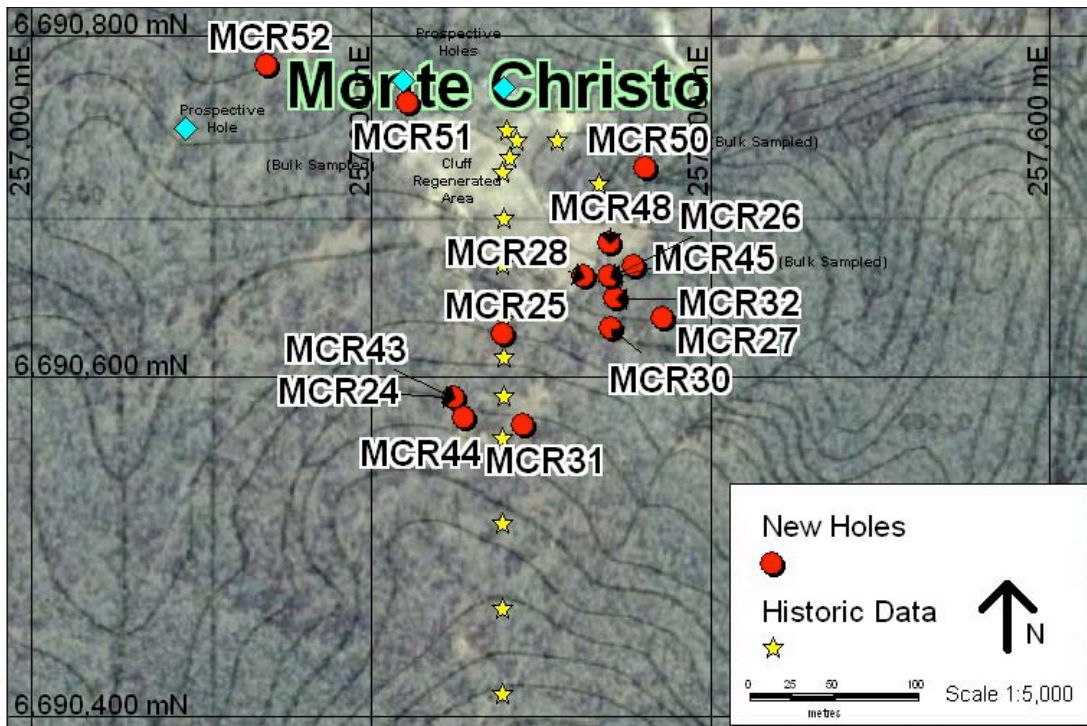 6,690,800 mN
MCR52
Prospective
Holes
Monte Christo
Prospective
Hole
MCR51
MCR50
(Bulk Sampled)
(Bulk Sampled)
Cluff
Regenerated
Area
257,000 mE
257,600 mE
MCR48
MCR26
MCR28
MCR45
(Bulk Sampled)
MCR25
MCR32
MCR27
MCR43
6,690,600 mN
MCR30
MCR24
MCR44
MCR31
New Holes
Historic Data
N
0 25 50 100
metres
Scale 1:5,000
6,690,400 mN